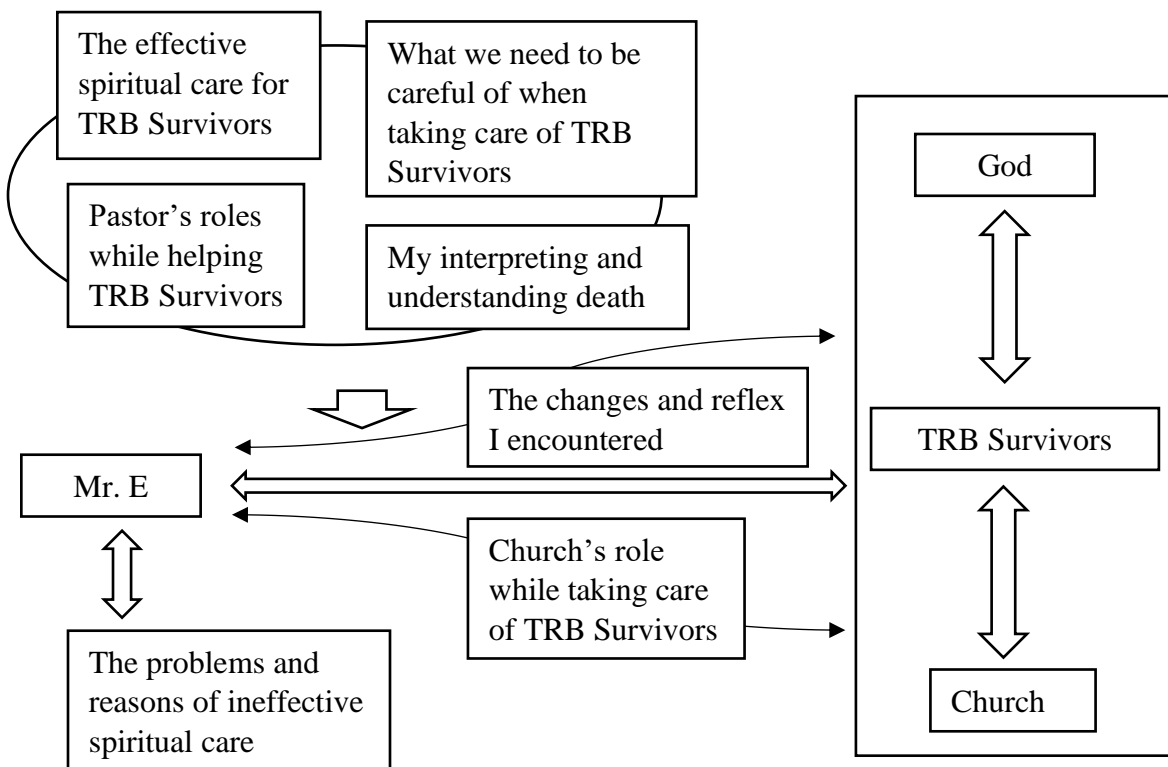 The effective
spiritual care for
TRB Survivors
What we need to be
careful of when
taking care of TRB
Survivors
Pastor’s roles
while helping
TRB Survivors
My interpreting and
understanding death
God
The changes and reflex
I encountered
TRB Survivors
Mr. E
Church’s role
while taking care
of TRB Survivors
The problems and
reasons of ineffective
spiritual care
Church